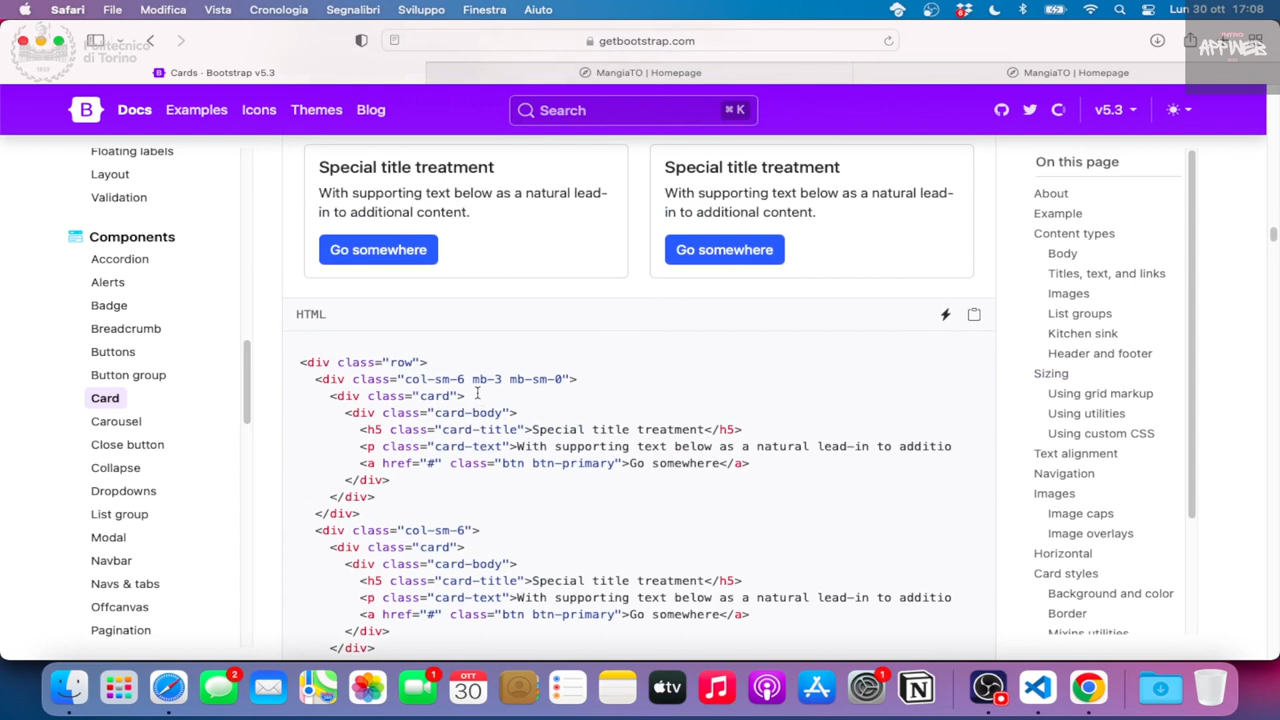 Safari File Modifica Vista Cronologia Segnalibri Sviluppo Finestra Aiuto Lun 30 ott 17:08
Politecnico
di Torino
getbootstrap.com
INTRO
APPWEB
Cards · Bootstrap v5.3 MangiaTO | Homepage MangiaTO | Homepage
B Docs Examples Icons Themes Blog Search ⌘ K v5.3
Floating labels
Layout
Validation
Components
Accordion
Alerts
Badge
Breadcrumb
Buttons
Button group
Card
Carousel
Close button
Collapse
Dropdowns
List group
Modal
Navbar
Navs & tabs
Offcanvas
Pagination
Special title treatment
With supporting text below as a natural lead-
in to additional content.
Go somewhere
Special title treatment
With supporting text below as a natural lead-
in to additional content.
Go somewhere
HTML
<div class="row">
<div class="col-sm-6 mb-3 mb-sm-0">
<div class="card">
<div class="card-body">
<h5 class="card-title">Special title treatment</h5>
<p class="card-text">With supporting text below as a natural lead-in to additio
<a href="#" class="btn btn-primary">Go somewhere</a>
</div>
</div>
</div>
<div class="col-sm-6">
<div class="card">
<div class="card-body">
<h5 class="card-title">Special title treatment</h5>
<p class="card-text">With supporting text below as a natural lead-in to additio
<a href="#" class="btn btn-primary">Go somewhere</a>
</div>
</div>
On this page
About
Example
Content types
Body
Titles, text, and links
Images
List groups
Kitchen sink
Header and footer
Sizing
Using grid markup
Using utilities
Using custom CSS
Text alignment
Navigation
Images
Image caps
Image overlays
Horizontal
Card styles
Background and color
Border
Mixins utilities
2 1 OTT 30 tv 1